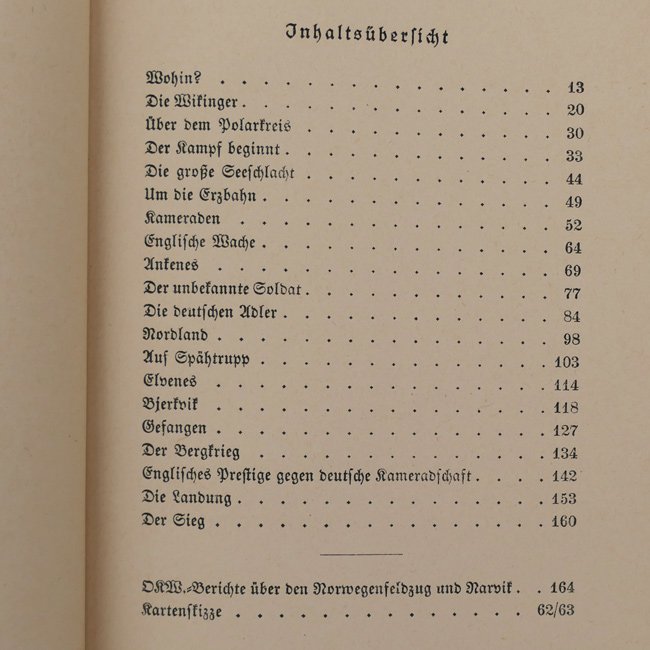 Inhaltsübersicht
Wohin? . . . . . . . . . . . . . . . 13
Die Wikinger . . . . . . . . . . . . . . 20
Über dem Polarkreis . . . . . . . . . . . 30
Der Kampf beginnt . . . . . . . . . . . . 33
Die große Seeschlacht . . . . . . . . . . . 44
Um die Erzbahn . . . . . . . . . . . . . 49
Kameraden . . . . . . . . . . . . . . 52
Englische Wache . . . . . . . . . . . . . 64
Ankenes . . . . . . . . . . . . . . . 69
Der unbekannte Soldat . . . . . . . . . . . 77
Die deutschen Adler . . . . . . . . . . . . 84
Nordland . . . . . . . . . . . . . . . 98
Auf Spähtrupp . . . . . . . . . . . . . 103
Elvenes . . . . . . . . . . . . . . . 114
Bjerkvik . . . . . . . . . . . . . . . 118
Gefangen . . . . . . . . . . . . . . 127
Der Bergkrieg . . . . . . . . . . . . . 134
Englisches Prestige gegen deutsche Kameradschaft . . . . 142
Die Landung . . . . . . . . . . . . . . 153
Der Sieg . . . . . . . . . . . . . . . 160
OKW.-Berichte über den Norwegenfeldzug und Narvik . . 164
Kartenskizze . . . . . . . . . . . . . . 62/63